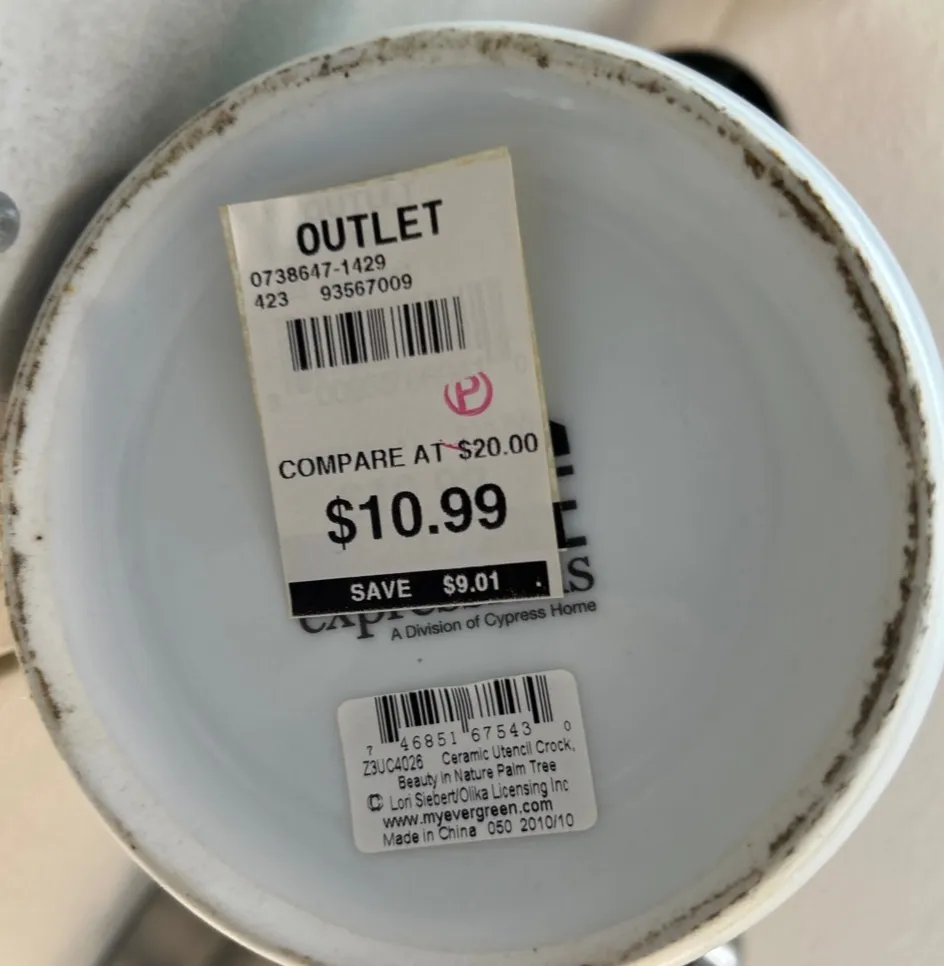 OUTLET
0738647-1429
423 93567009
P
COMPARE AT $20.00
$10.99
SAVE $9.01
A Division of Cypress Home
7 46851 67543 0
Z3UC4026 Ceramic Utencil Crock,
Beauty in Nature Palm Tree
© Lori Siebert/Olika Licensing Inc
www.myevergreen.com
Made in China 050 2010/10